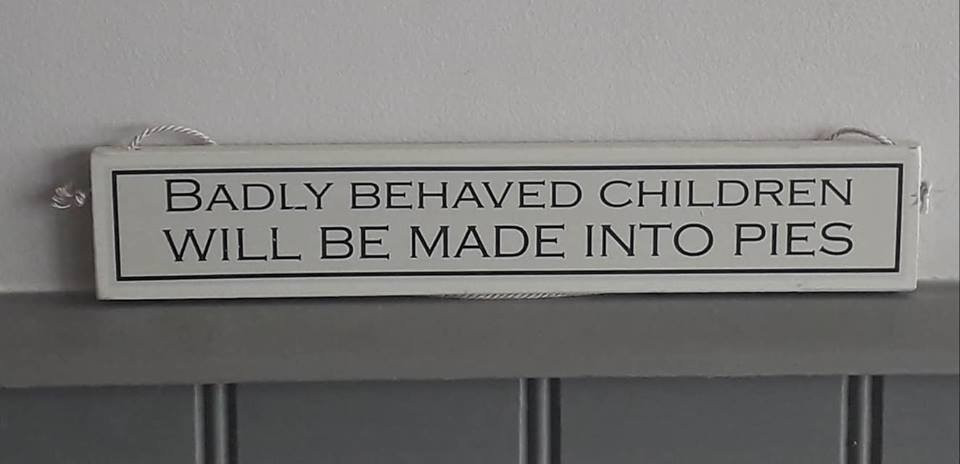 BADLY BEHAVED CHILDREN
WILL BE MADE INTO PIES